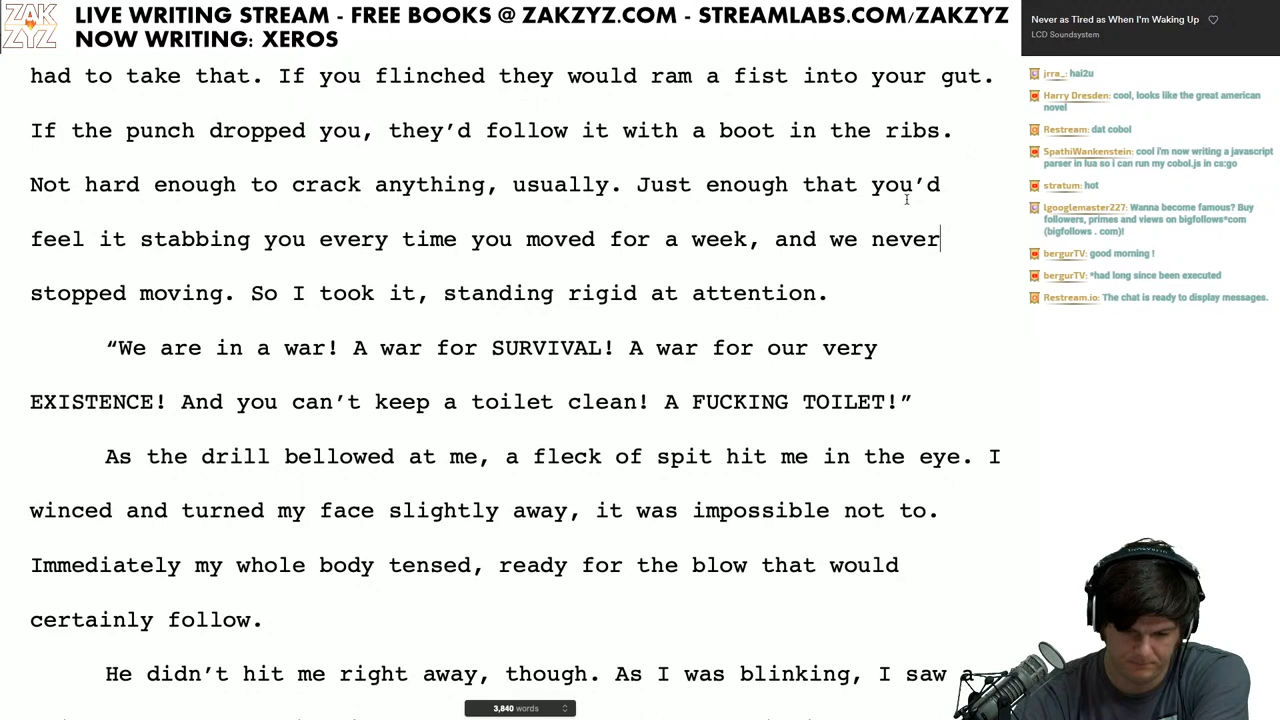 ZAK
ZYZ
LIVE WRITING STREAM - FREE BOOKS @ ZAKZYZ.COM - STREAMLABS.COM/ZAKZYZ
NOW WRITING: XEROS
had to take that. If you flinched they would ram a fist into your gut.
If the punch dropped you, they’d follow it with a boot in the ribs.
Not hard enough to crack anything, usually. Just enough that you’d
feel it stabbing you every time you moved for a week, and we never
stopped moving. So I took it, standing rigid at attention.
“We are in a war! A war for SURVIVAL! A war for our very
EXISTENCE! And you can’t keep a toilet clean! A FUCKING TOILET!”
As the drill bellowed at me, a fleck of spit hit me in the eye. I
winced and turned my face slightly away, it was impossible not to.
Immediately my whole body tensed, ready for the blow that would
certainly follow.
He didn’t hit me right away, though. As I was blinking, I saw a
3,840 words
Never as Tired as When I'm Waking Up
LCD Soundsystem
jrra_: hai2u
Harry Dresden: cool, looks like the great american
novel
Restream: dat cobol
SpathiWankenstein: cool i'm now writing a javascript
parser in lua so i can run my cobol.js in cs:go
stratum: hot
lgooglemaster227: Wanna become famous? Buy
followers, primes and views on bigfollows*com
(bigfollows . com)!
bergurTV: good morning !
bergurTV: *had long since been executed
Restream.io: The chat is ready to display messages.